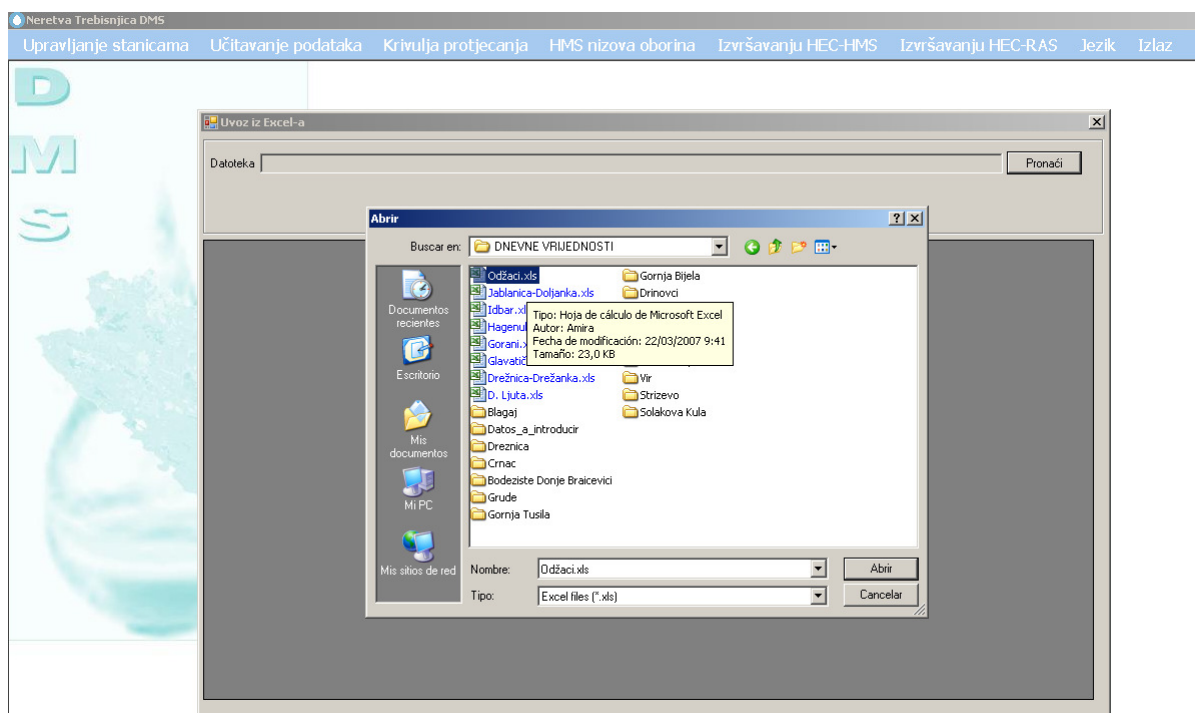 Neretva Trebisnjica DMS
Upravljanje stanicama Učitavanje podataka Krivulja protjecanja HMS nizova oborina Izvršavanju HEC-HMS Izvršavanju HEC-RAS Jezik Izlaz
D
M
S
Uvoz iz Excel-a
Datoteka
Pronaći
Abrir
Buscar en: DNEVNE VRIJEDNOSTI
Documentos recientes
Escritorio
Mis documentos
Mi PC
Mis sitios de red
Odžaci.xls
Jablanica-Doljanka.xls
Idbar.xl
Hagenul
Gorani.x
Glavatič
Drežnica-Drežanka.xls
D. Ljuta.xls
Blagaj
Datos_a_introducir
Dreznica
Crnac
Bodeziste Donje Braicevici
Grude
Gornja Tusila
Gornja Bijela
Drinovci
Vir
Strizevo
Solakova Kula
Tipo: Hoja de cálculo de Microsoft Excel
Autor: Amira
Fecha de modificación: 22/03/2007 9:41
Tamaño: 23,0 KB
Nombre: Odžaci.xls
Abrir
Tipo: Excel files (*.xls)
Cancelar